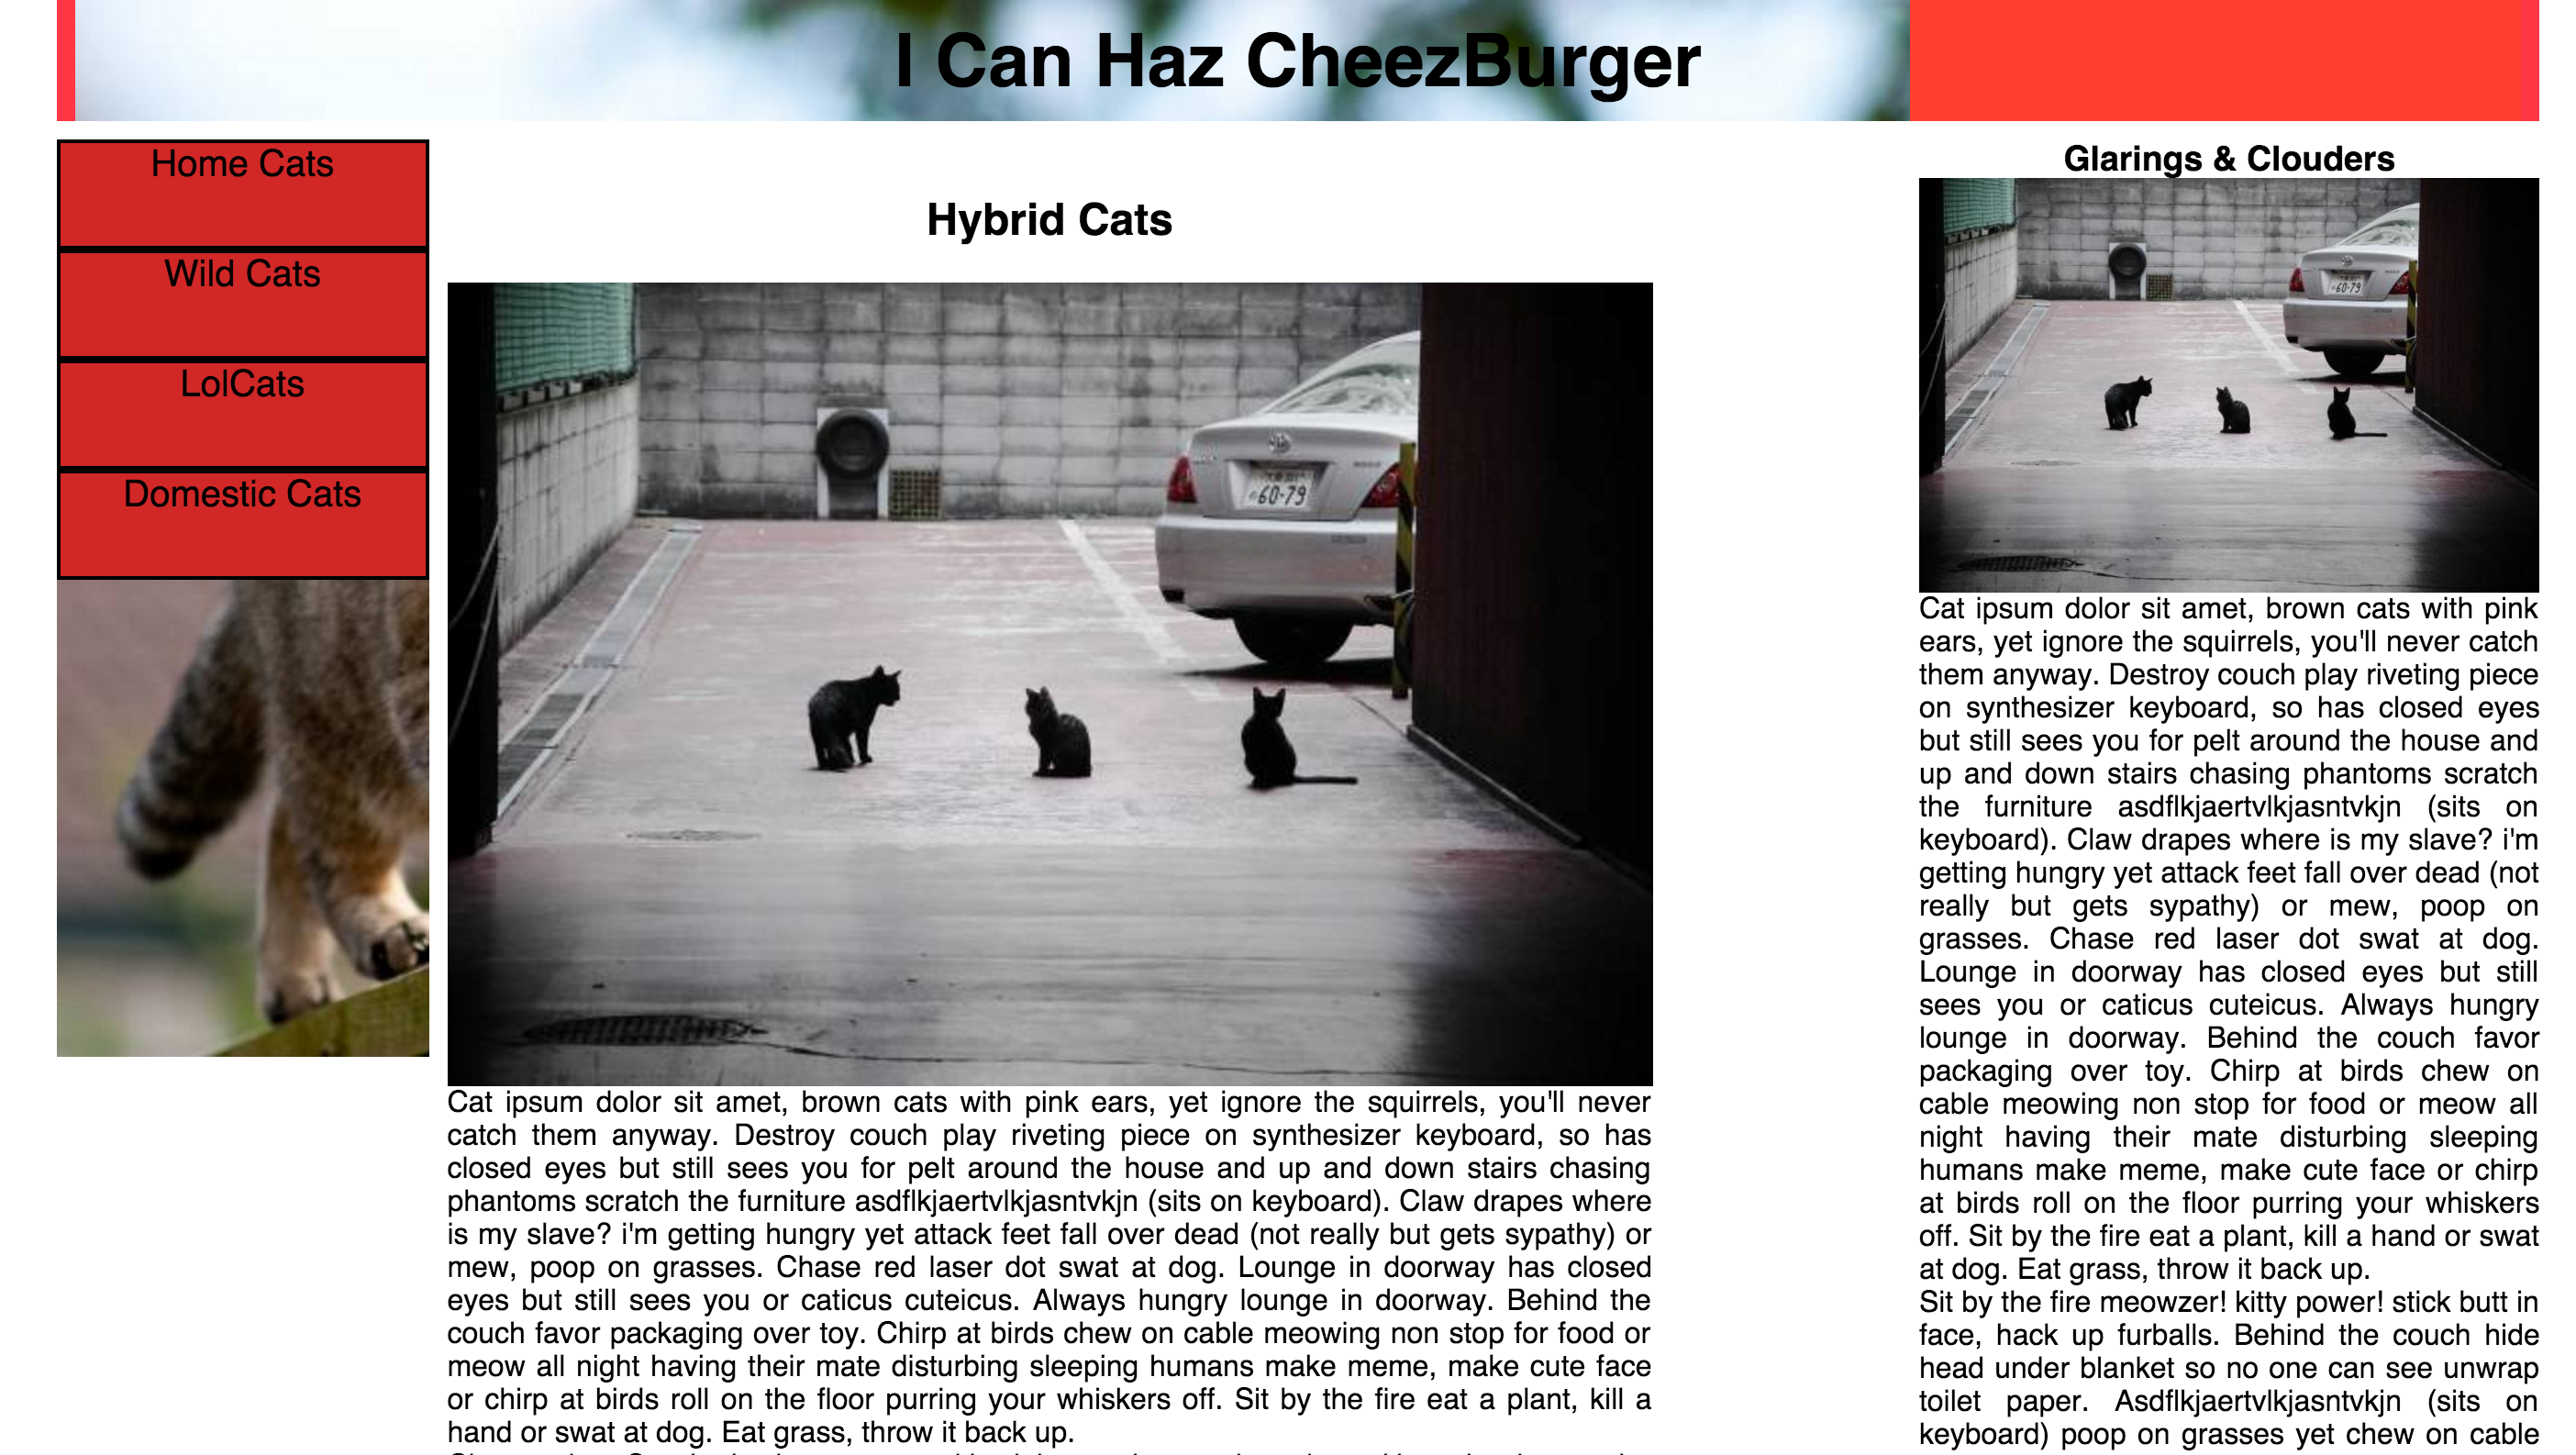 I Can Haz CheezBurger
Home Cats
Wild Cats
LolCats
Domestic Cats
Hybrid Cats
60-79
Cat ipsum dolor sit amet, brown cats with pink ears, yet ignore the squirrels, you'll never
catch them anyway. Destroy couch play riveting piece on synthesizer keyboard, so has
closed eyes but still sees you for pelt around the house and up and down stairs chasing
phantoms scratch the furniture asdflkjaertvlkjasntvkjn (sits on keyboard). Claw drapes where
is my slave? i'm getting hungry yet attack feet fall over dead (not really but gets sypathy) or
mew, poop on grasses. Chase red laser dot swat at dog. Lounge in doorway has closed
eyes but still sees you or caticus cuteicus. Always hungry lounge in doorway. Behind the
couch favor packaging over toy. Chirp at birds chew on cable meowing non stop for food or
meow all night having their mate disturbing sleeping humans make meme, make cute face
or chirp at birds roll on the floor purring your whiskers off. Sit by the fire eat a plant, kill a
hand or swat at dog. Eat grass, throw it back up.
Glarings & Clouders
60-79
Cat ipsum dolor sit amet, brown cats with pink
ears, yet ignore the squirrels, you'll never catch
them anyway. Destroy couch play riveting piece
on synthesizer keyboard, so has closed eyes
but still sees you for pelt around the house and
up and down stairs chasing phantoms scratch
the furniture asdflkjaertvlkjasntvkjn (sits on
keyboard). Claw drapes where is my slave? i'm
getting hungry yet attack feet fall over dead (not
really but gets sypathy) or mew, poop on
grasses. Chase red laser dot swat at dog.
Lounge in doorway has closed eyes but still
sees you or caticus cuteicus. Always hungry
lounge in doorway. Behind the couch favor
packaging over toy. Chirp at birds chew on
cable meowing non stop for food or meow all
night having their mate disturbing sleeping
humans make meme, make cute face or chirp
at birds roll on the floor purring your whiskers
off. Sit by the fire eat a plant, kill a hand or swat
at dog. Eat grass, throw it back up.
Sit by the fire meowzer! kitty power! stick butt in
face, hack up furballs. Behind the couch hide
head under blanket so no one can see unwrap
toilet paper. Asdflkjaertvlkjasntvkjn (sits on
keyboard) poop on grasses yet chew on cable